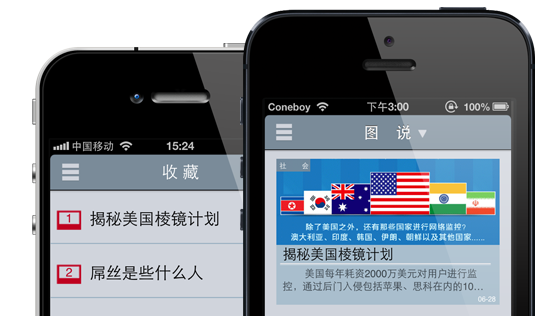 中国移动 15:24
收藏
1 揭秘美国棱镜计划
2 屌丝是些什么人
Coneboy 下午3:00 100%
图 说
社 会
除了美国之外，还有那些国家进行网络监控?
澳大利亚、印度、韩国、伊朗、朝鲜以及其他国家......
揭秘美国棱镜计划
美国每年耗资2000万美元对用户进行监
控，通过后门入侵包括苹果、思科在内的10...
06-28